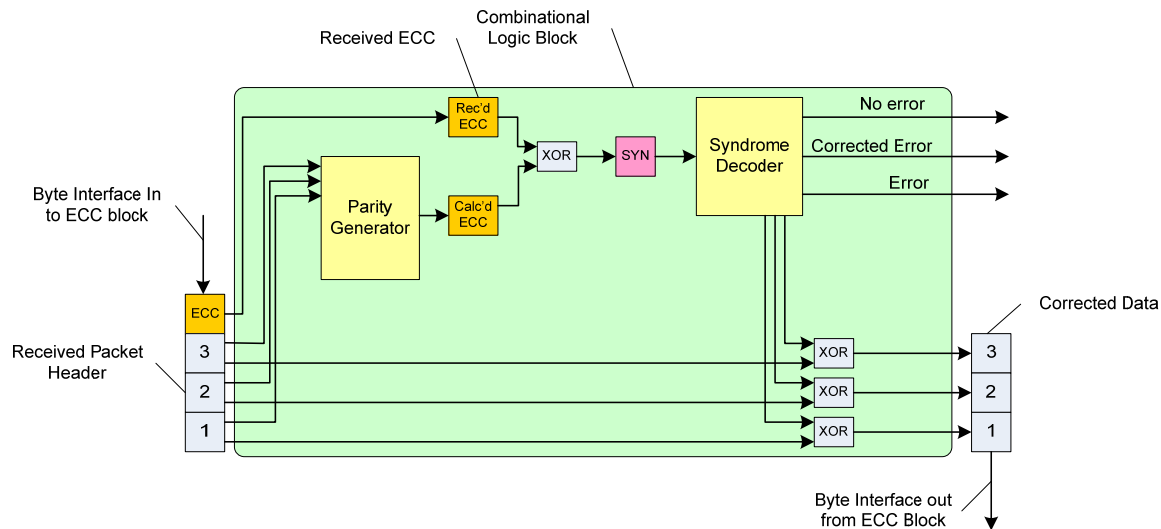 Combinational
Logic Block
Received ECC
Rec'd
ECC
No error
Corrected Error
Error
XOR
SYN
Syndrome
Decoder
Byte Interface In
to ECC block
Parity
Generator
Calc'd
ECC
ECC
3
2
1
Received Packet
Header
XOR
XOR
XOR
Corrected Data
3
2
1
Byte Interface out
from ECC Block